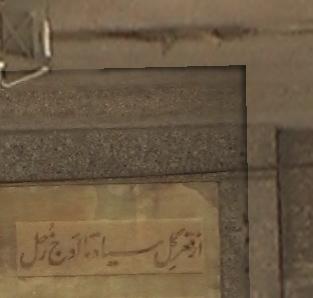 از قعر گل سیاه تا اوج زحل